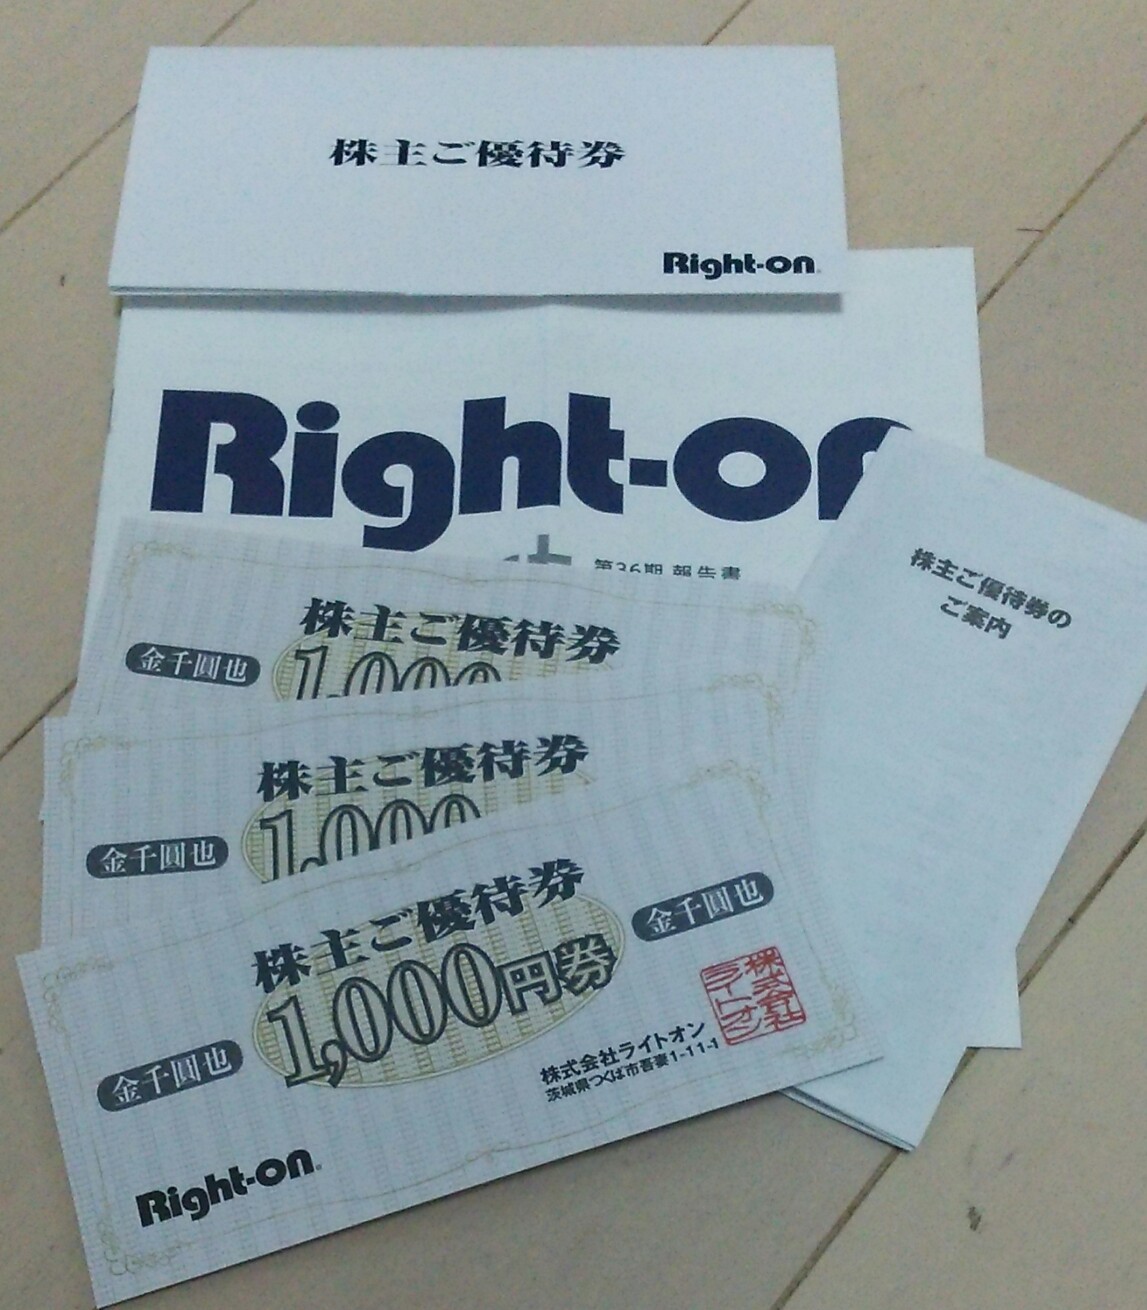 株主ご優待券
Right-on
Right-on
第36期 報告書
株主ご優待券の
ご案内
株主ご優待券
金千圓也
1,000
株主ご優待券
金千圓也
1,000
株主ご優待券
金千圓也
1,000円券
金千圓也
株式会社
ライトオン
株式会社ライトオン
茨城県つくば市吾妻1-11-1
Right-on